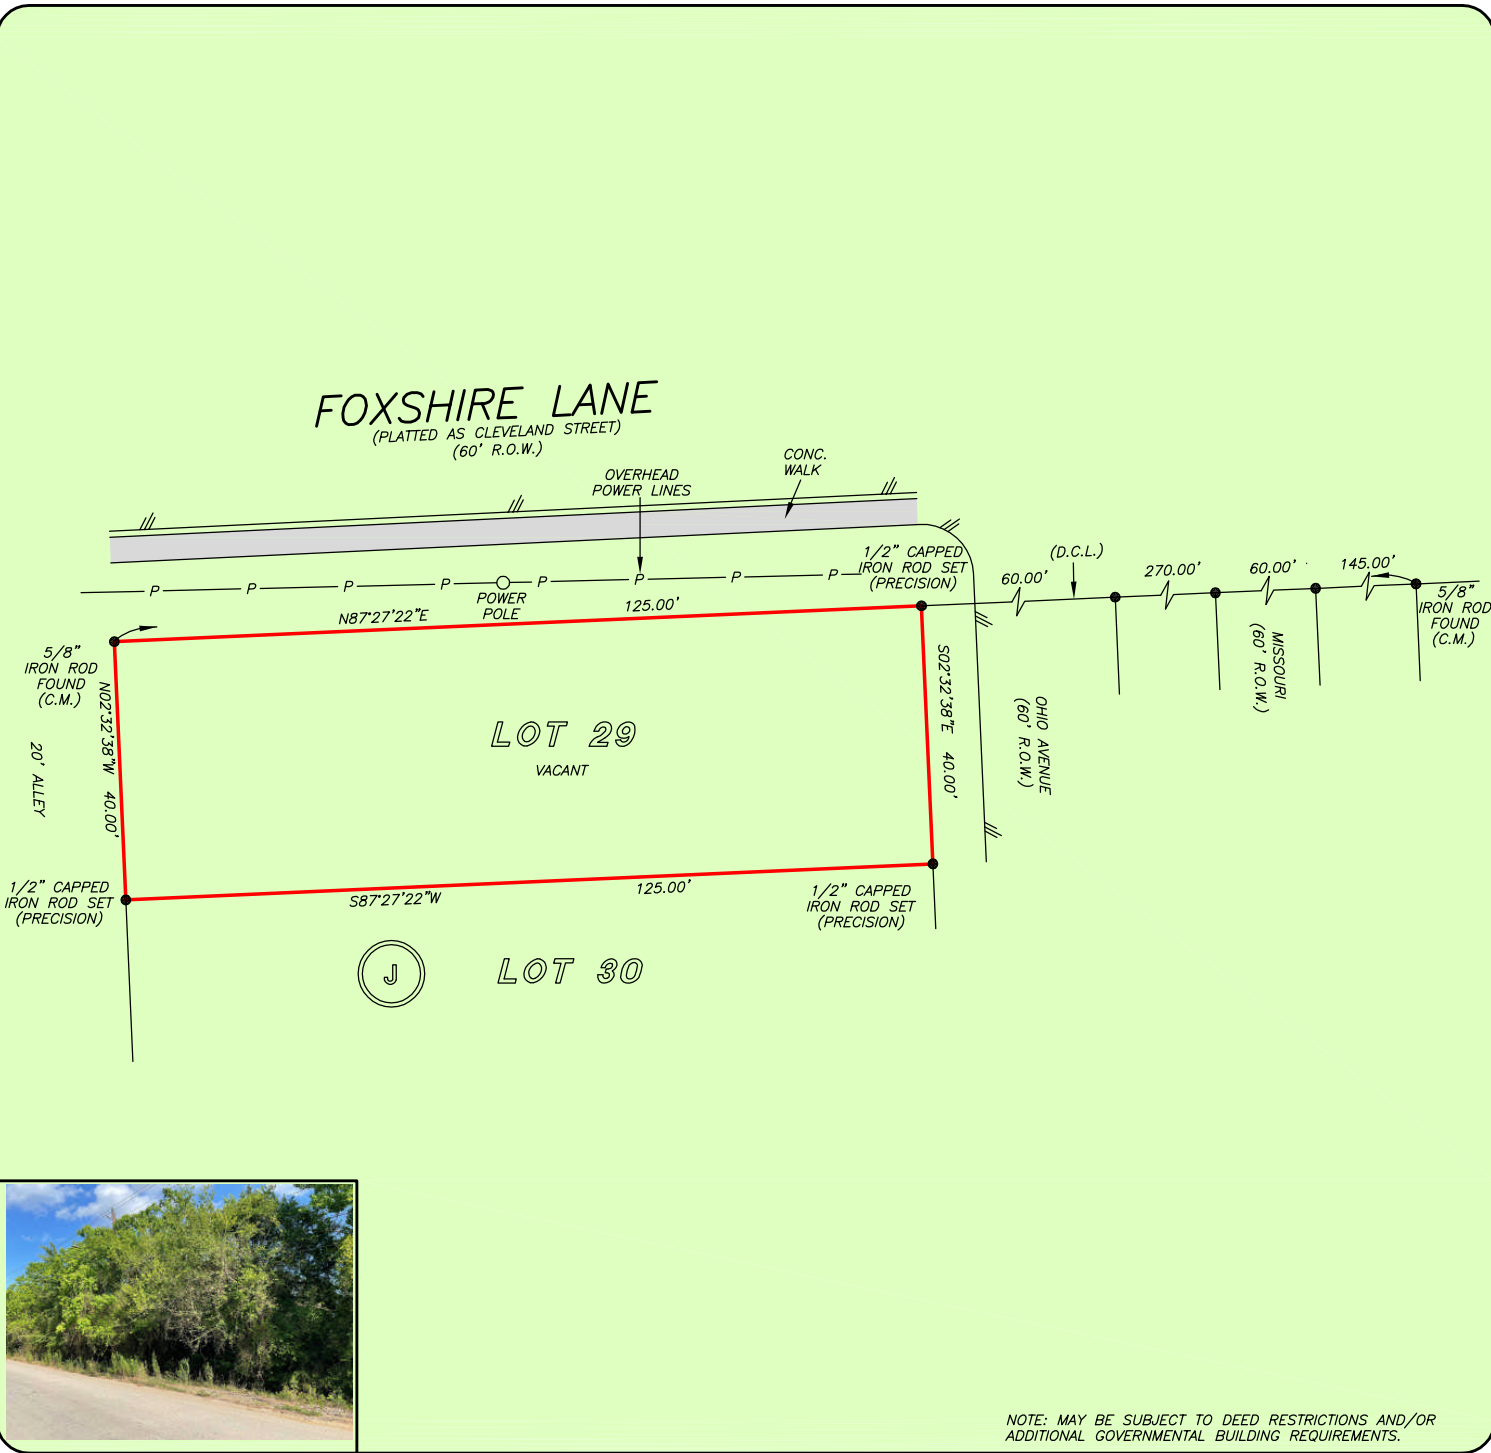 FOXSHIRE LANE
(PLATTED AS CLEVELAND STREET)
(60' R.O.W.)
OVERHEAD
POWER LINES
CONC.
WALK
1/2" CAPPED
IRON ROD SET
(PRECISION)
(D.C.L.)
60.00'
270.00'
60.00'
145.00'
5/8"
IRON ROD
FOUND
(C.M.)
P P P P P P P P
POWER
POLE
N87°27'22"E
125.00'
5/8"
IRON ROD
FOUND
(C.M.)
N02°32'38"W 40.00'
20' ALLEY
LOT 29
VACANT
S02°32'38"E 40.00'
OHIO AVENUE
(60' R.O.W.)
MISSOURI
(60' R.O.W.)
1/2" CAPPED
IRON ROD SET
(PRECISION)
S87°27'22"W
125.00'
1/2" CAPPED
IRON ROD SET
(PRECISION)
J
LOT 30
NOTE: MAY BE SUBJECT TO DEED RESTRICTIONS AND/OR
ADDITIONAL GOVERNMENTAL BUILDING REQUIREMENTS.